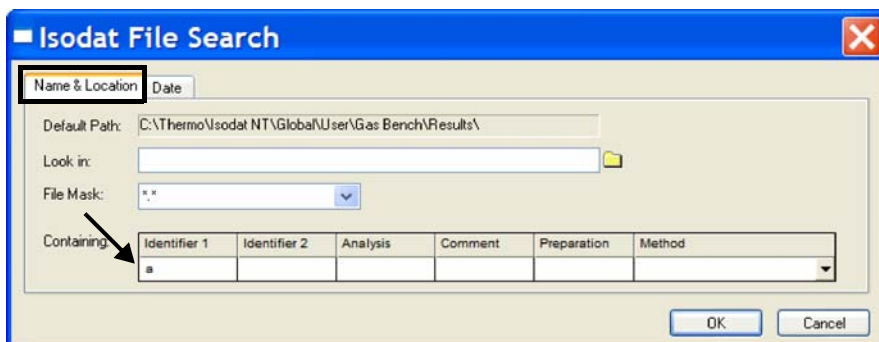 Isodat File Search
Name & Location Date
Default Path: C:\Thermo\Isodat NT\Global\User\Gas Bench\Results\
Look in:
File Mask: *.*
Containing: Identifier 1 Identifier 2 Analysis Comment Preparation Method
a
OK Cancel